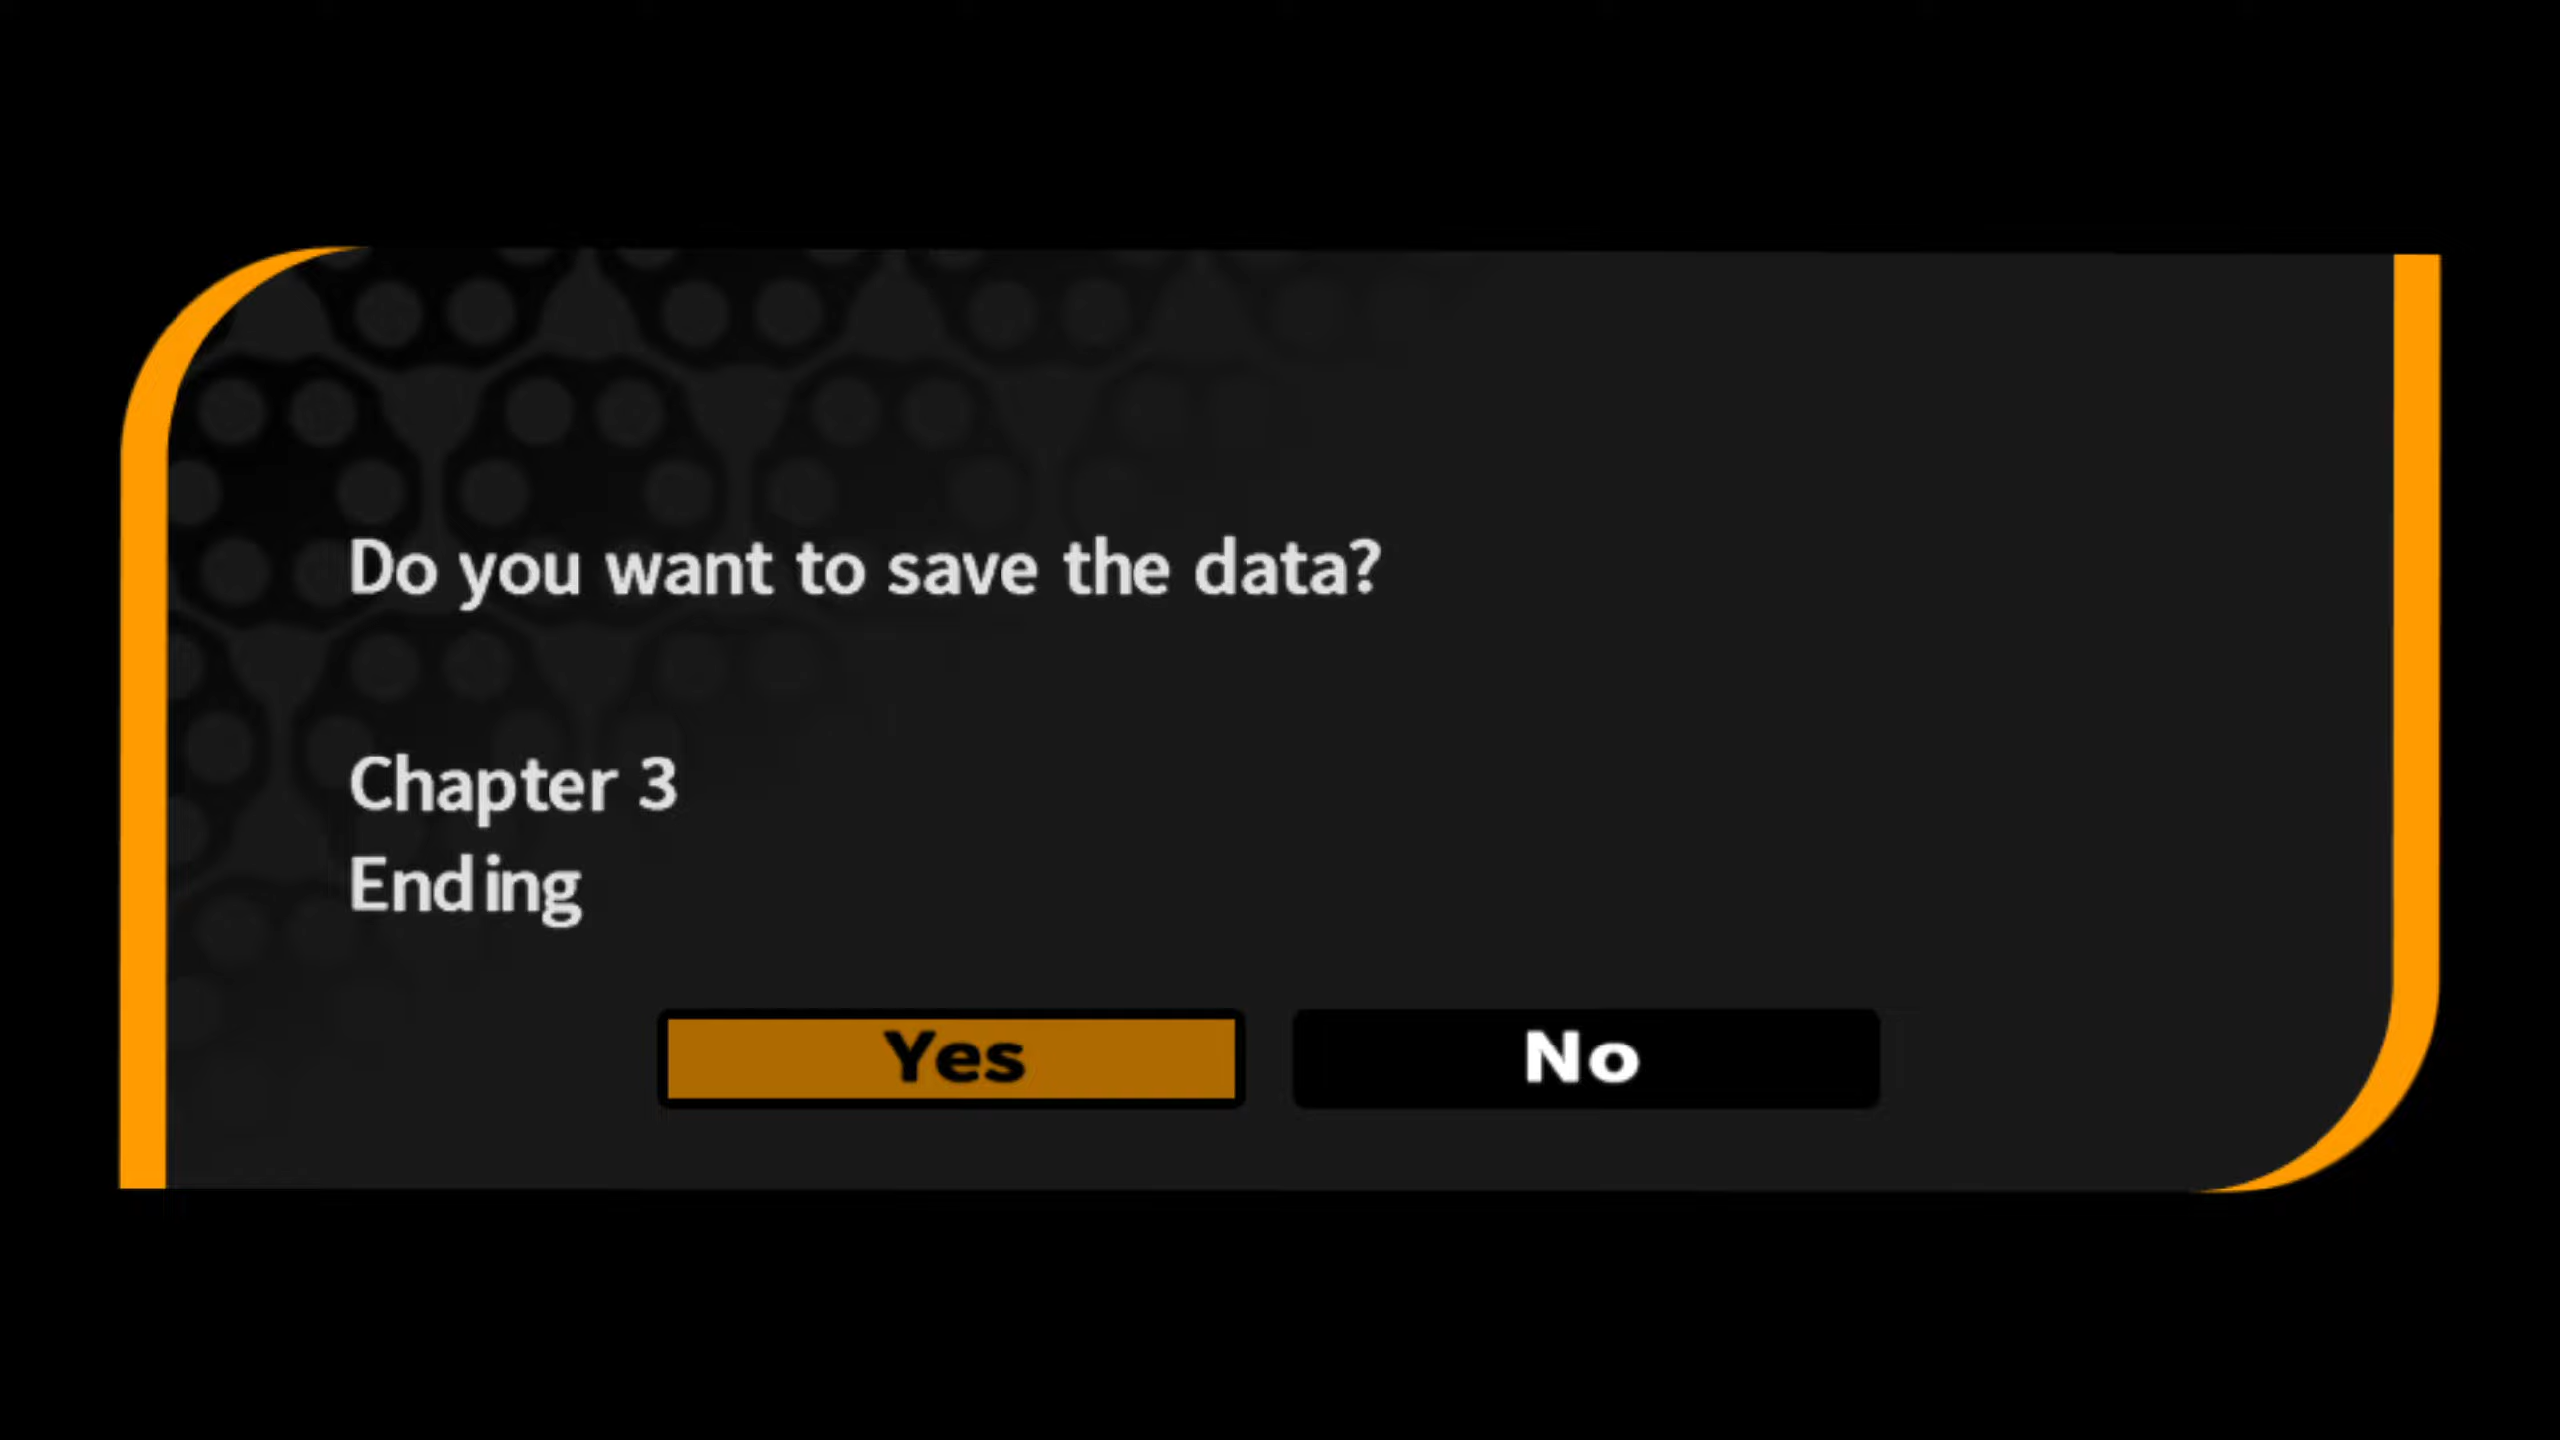 Do you want to save the data?
Chapter 3
Ending
Yes No